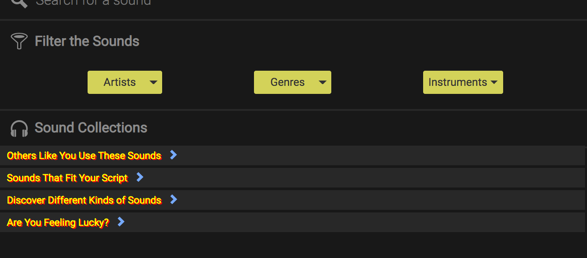 Search for a sound
Filter the Sounds
Artists
Genres
Instruments
Sound Collections
Others Like You Use These Sounds
Sounds That Fit Your Script
Discover Different Kinds of Sounds
Are You Feeling Lucky?